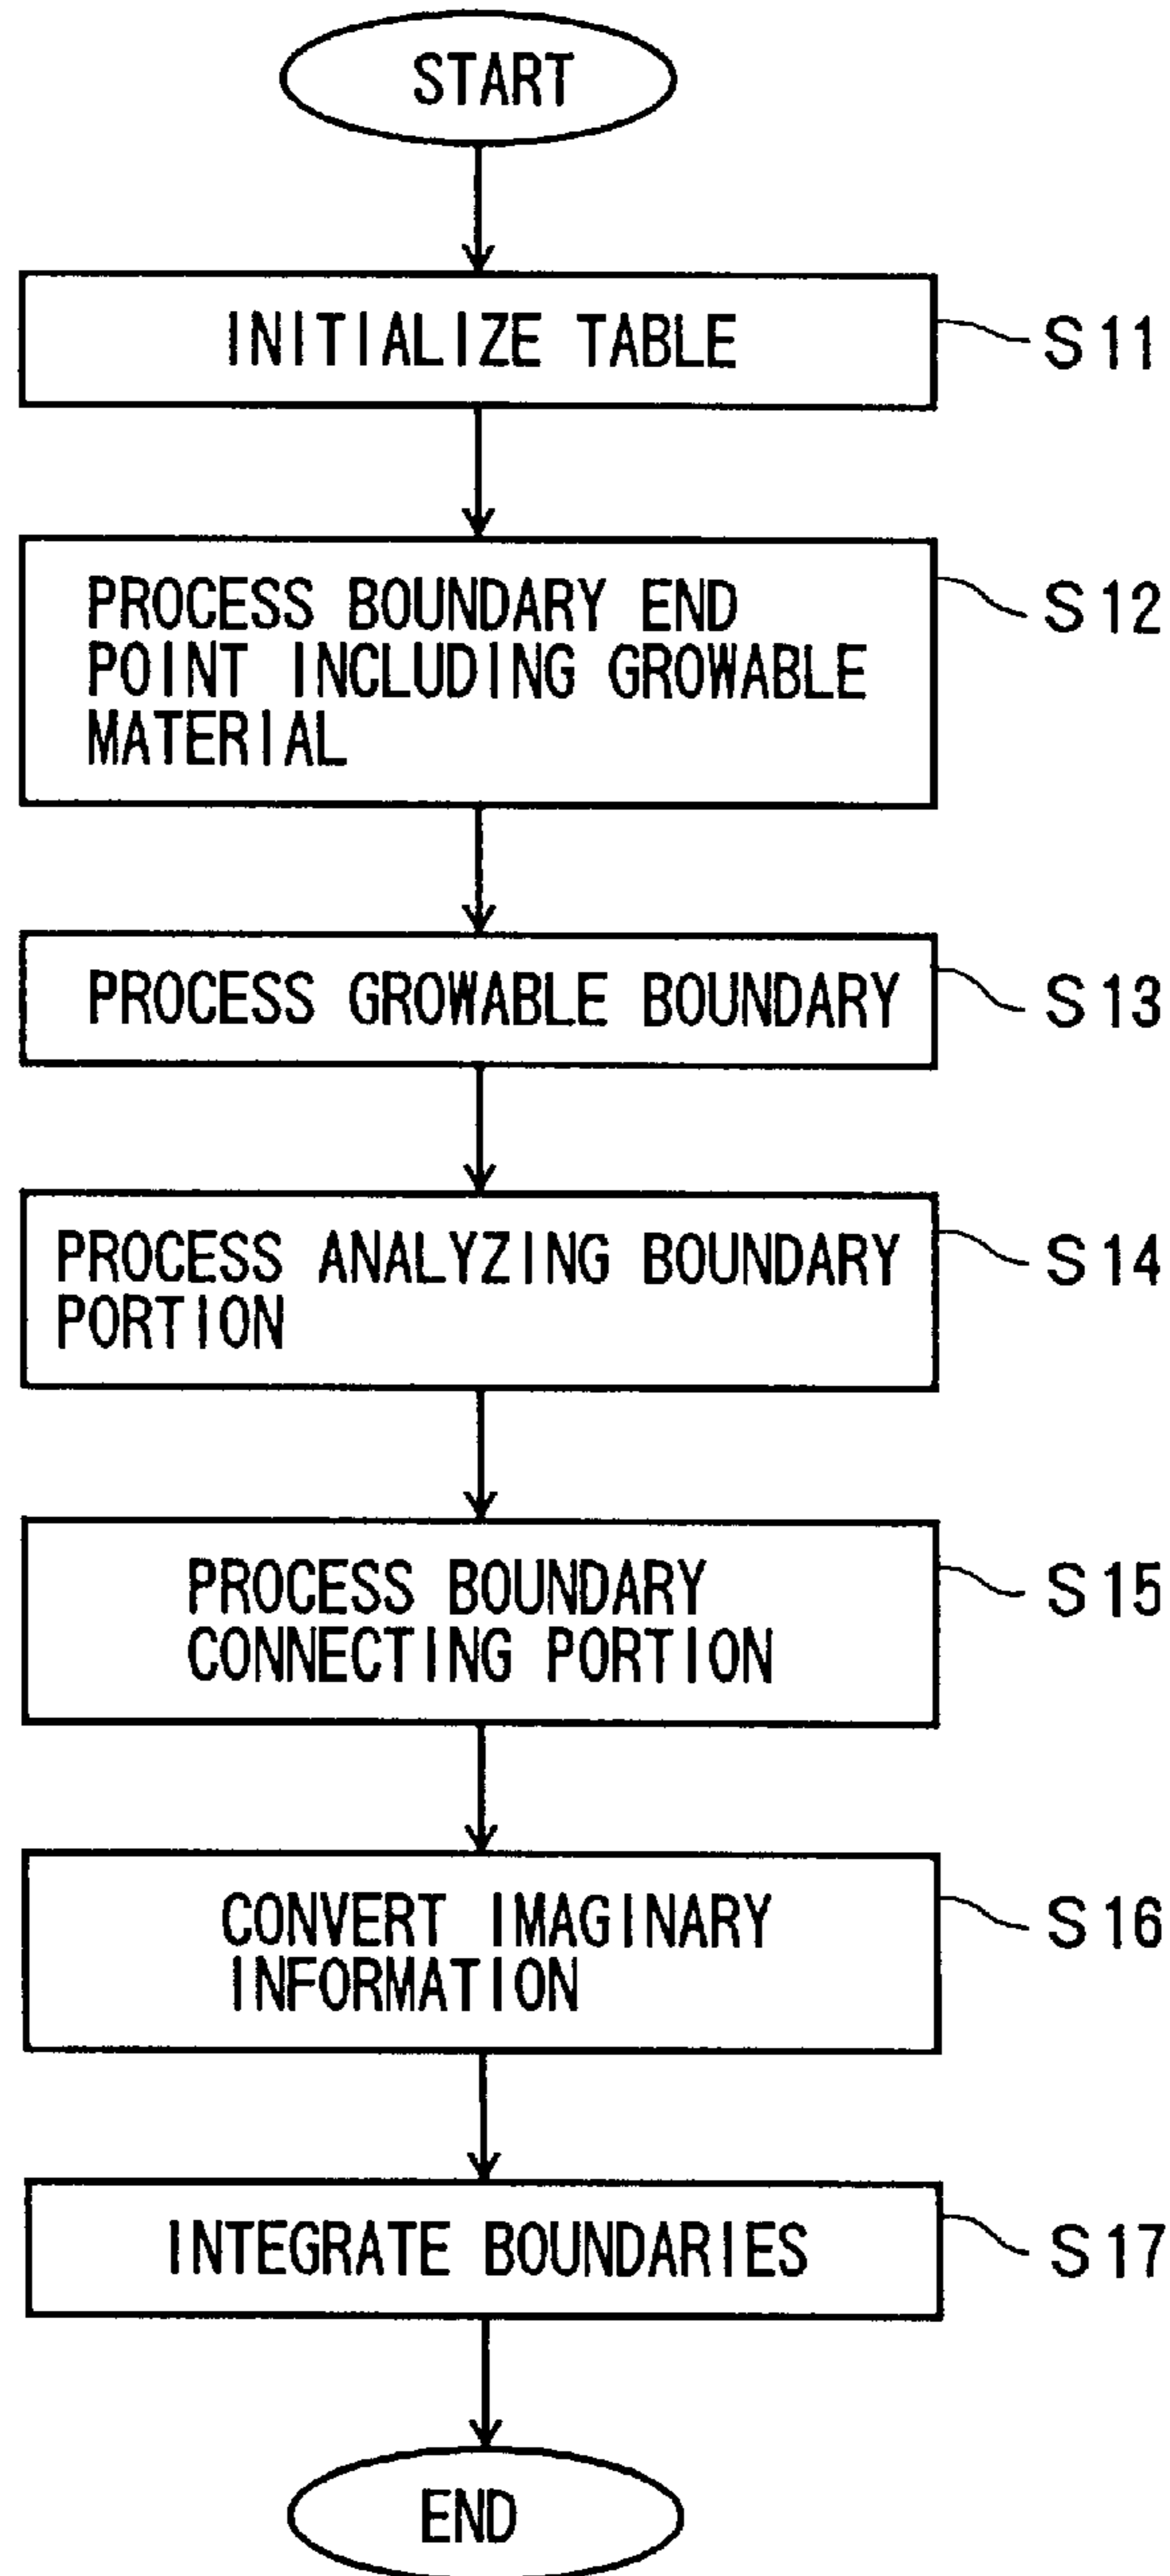 START
INITIALIZE TABLE
S11
PROCESS BOUNDARY END
POINT INCLUDING GROWABLE
MATERIAL
S12
PROCESS GROWABLE BOUNDARY
S13
PROCESS ANALYZING BOUNDARY
PORTION
S14
PROCESS BOUNDARY
CONNECTING PORTION
S15
CONVERT IMAGINARY
INFORMATION
S16
INTEGRATE BOUNDARIES
S17
END